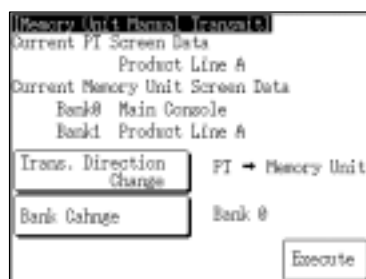 [Memory Unit Manual Transmit]
Current PT Screen Data
Product Line A
Current Memory Unit Screen Data
Bank0 Main Console
Bank1 Product Line A
Trans. Direction Change
PT → Memory Unit
Bank Cahnge
Bank 0
Execute